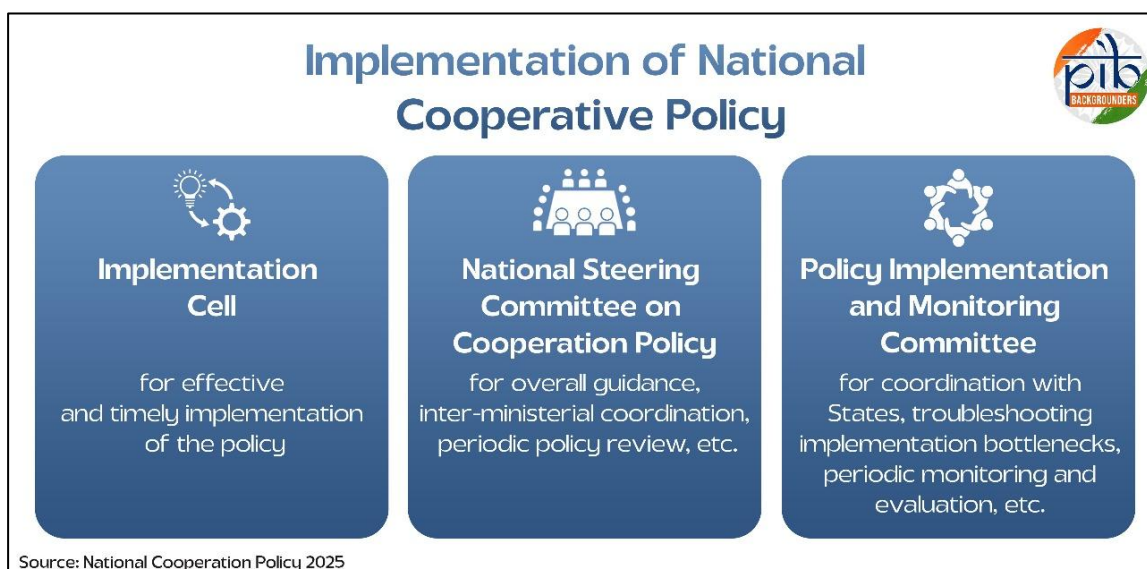 Implementation of National
Cooperative Policy
pib
BACKGROUNDERS
Implementation
Cell
for effective
and timely implementation
of the policy
National Steering
Committee on
Cooperation Policy
for overall guidance,
inter-ministerial coordination,
periodic policy review, etc.
Policy Implementation
and Monitoring
Committee
for coordination with
States, troubleshooting
implementation bottlenecks,
periodic monitoring and
evaluation, etc.
Source: National Cooperation Policy 2025